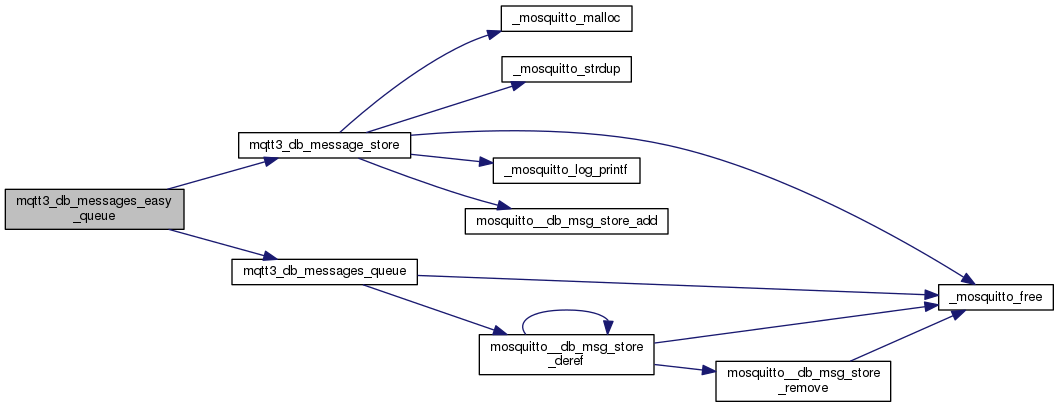 _mosquitto_malloc
_mosquitto_strdup
mqtt3_db_message_store
_mosquitto_log_printf
mqtt3_db_messages_easy
_queue
mosquitto__db_msg_store_add
mqtt3_db_messages_queue
_mosquitto_free
mosquitto__db_msg_store
_deref
mosquitto__db_msg_store
_remove